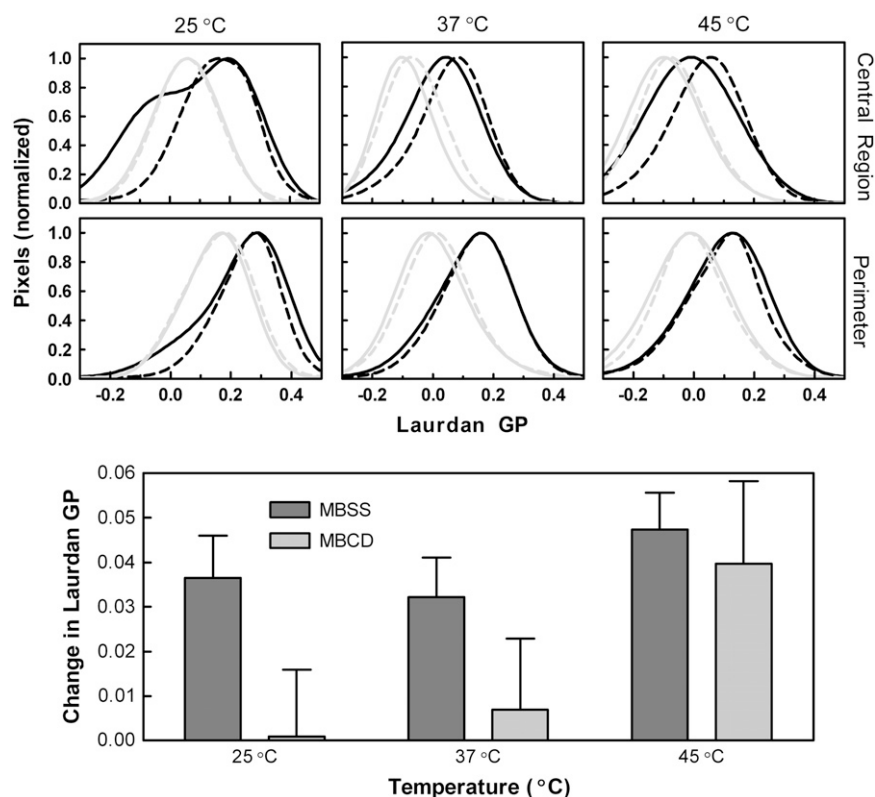 25 °C 37 °C 45 °C
1.0
0.8
0.6
0.4
0.2
0.0
Central Region
1.0
0.8
0.6
0.4
0.2
0.0
Perimeter
Pixels (normalized)
-0.2 0.0 0.2 -0.2 0.0 0.2 0.4 -0.2 0.0 0.2 0.4
Laurdan GP
0.06
0.05
0.04
0.03
0.02
0.01
0.00
Change in Laurdan GP
MBSS
MBCD
25 °C 37 °C 45 °C
Temperature (°C)